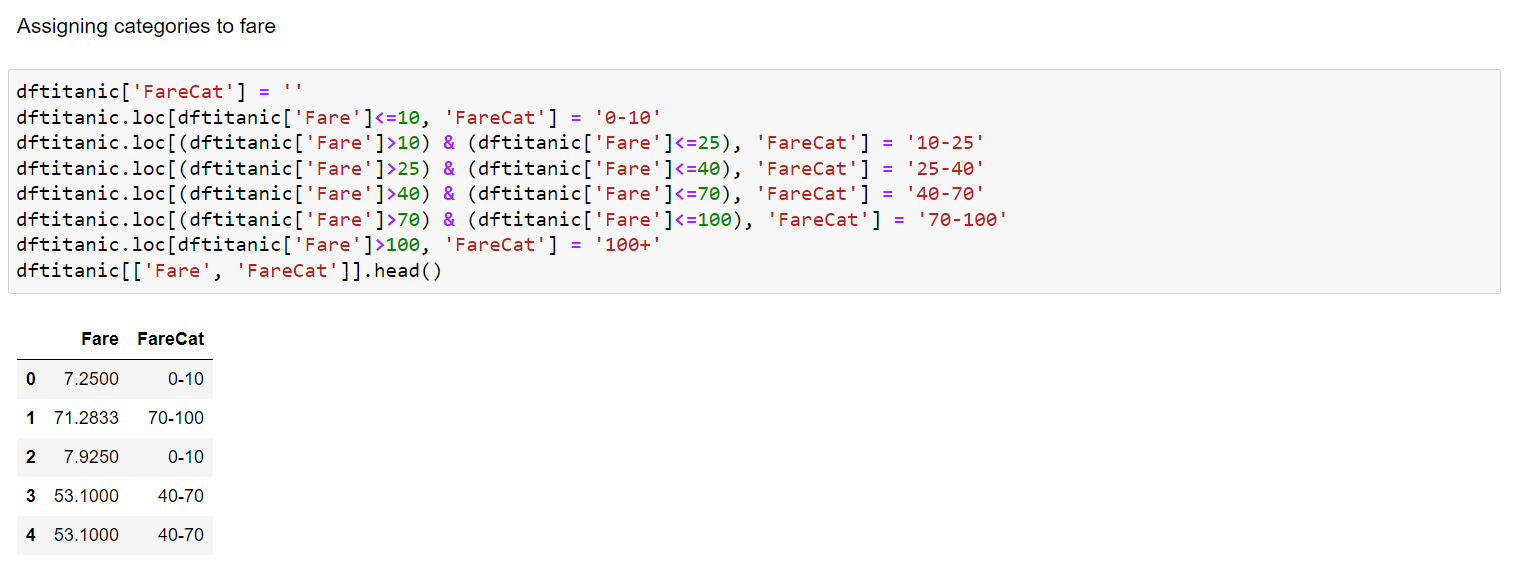 Assigning categories to fare
dftitanic['FareCat'] = ''
dftitanic.loc[dftitanic['Fare']<=10, 'FareCat'] = '0-10'
dftitanic.loc[(dftitanic['Fare']>10) & (dftitanic['Fare']<=25), 'FareCat'] = '10-25'
dftitanic.loc[(dftitanic['Fare']>25) & (dftitanic['Fare']<=40), 'FareCat'] = '25-40'
dftitanic.loc[(dftitanic['Fare']>40) & (dftitanic['Fare']<=70), 'FareCat'] = '40-70'
dftitanic.loc[(dftitanic['Fare']>70) & (dftitanic['Fare']<=100), 'FareCat'] = '70-100'
dftitanic.loc[dftitanic['Fare']>100, 'FareCat'] = '100+'
dftitanic[['Fare', 'FareCat']].head()
Fare FareCat
0 7.2500 0-10
1 71.2833 70-100
2 7.9250 0-10
3 53.1000 40-70
4 53.1000 40-70